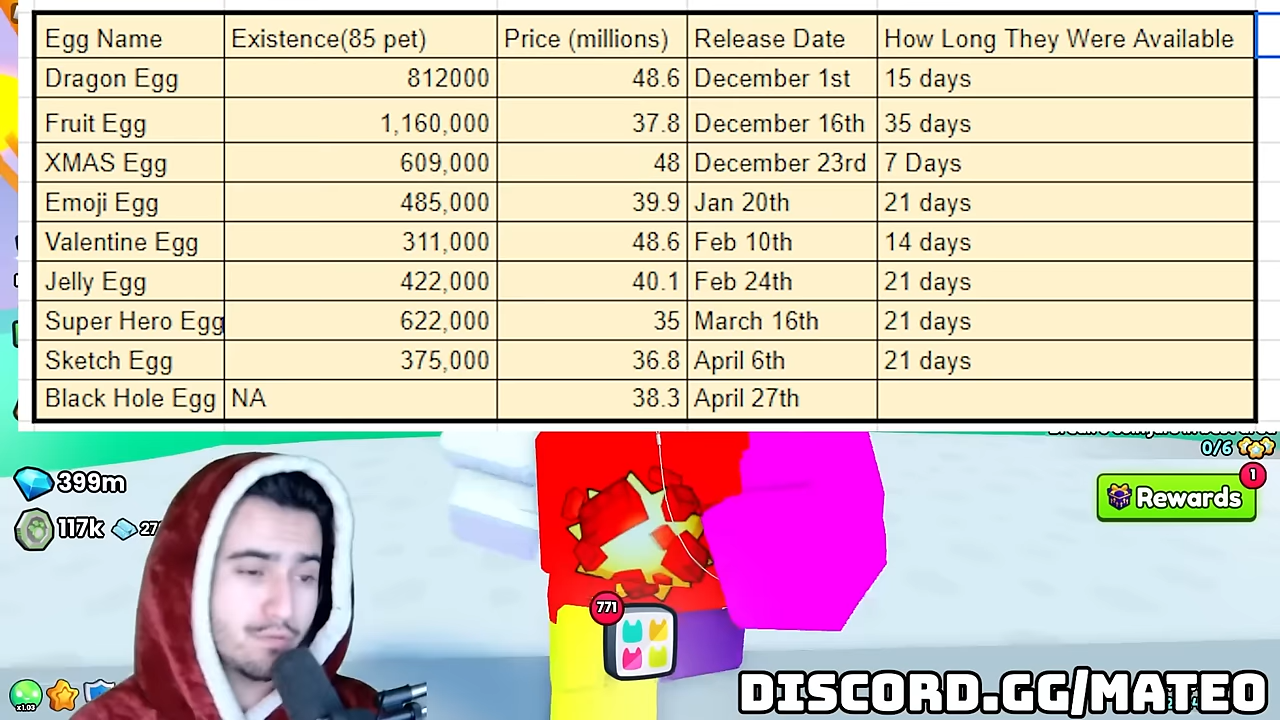 Egg Name Existence(85 pet) Price (millions) Release Date How Long They Were Available
Dragon Egg 812000 48.6 December 1st 15 days
Fruit Egg 1,160,000 37.8 December 16th 35 days
XMAS Egg 609,000 48 December 23rd 7 Days
Emoji Egg 485,000 39.9 Jan 20th 21 days
Valentine Egg 311,000 48.6 Feb 10th 14 days
Jelly Egg 422,000 40.1 Feb 24th 21 days
Super Hero Egg 622,000 35 March 16th 21 days
Sketch Egg 375,000 36.8 April 6th 21 days
Black Hole Egg NA 38.3 April 27th
0/6
399m
1
Rewards
117k
771
x1.03
DISCORD.GG/MATEO